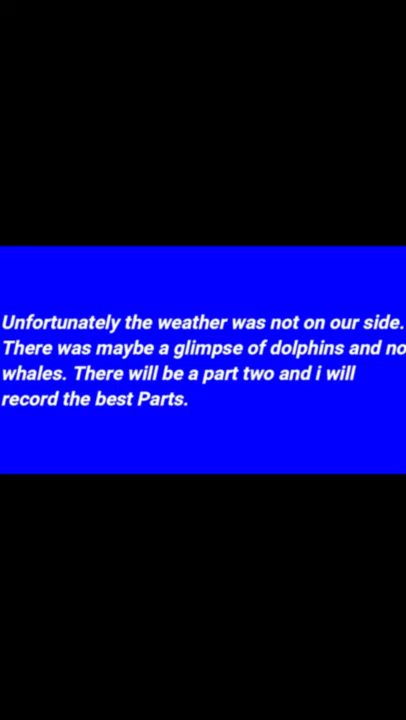 Unfortunately the weather was not on our side.
There was maybe a glimpse of dolphins and no
whales. There will be a part two and i will
record the best Parts.